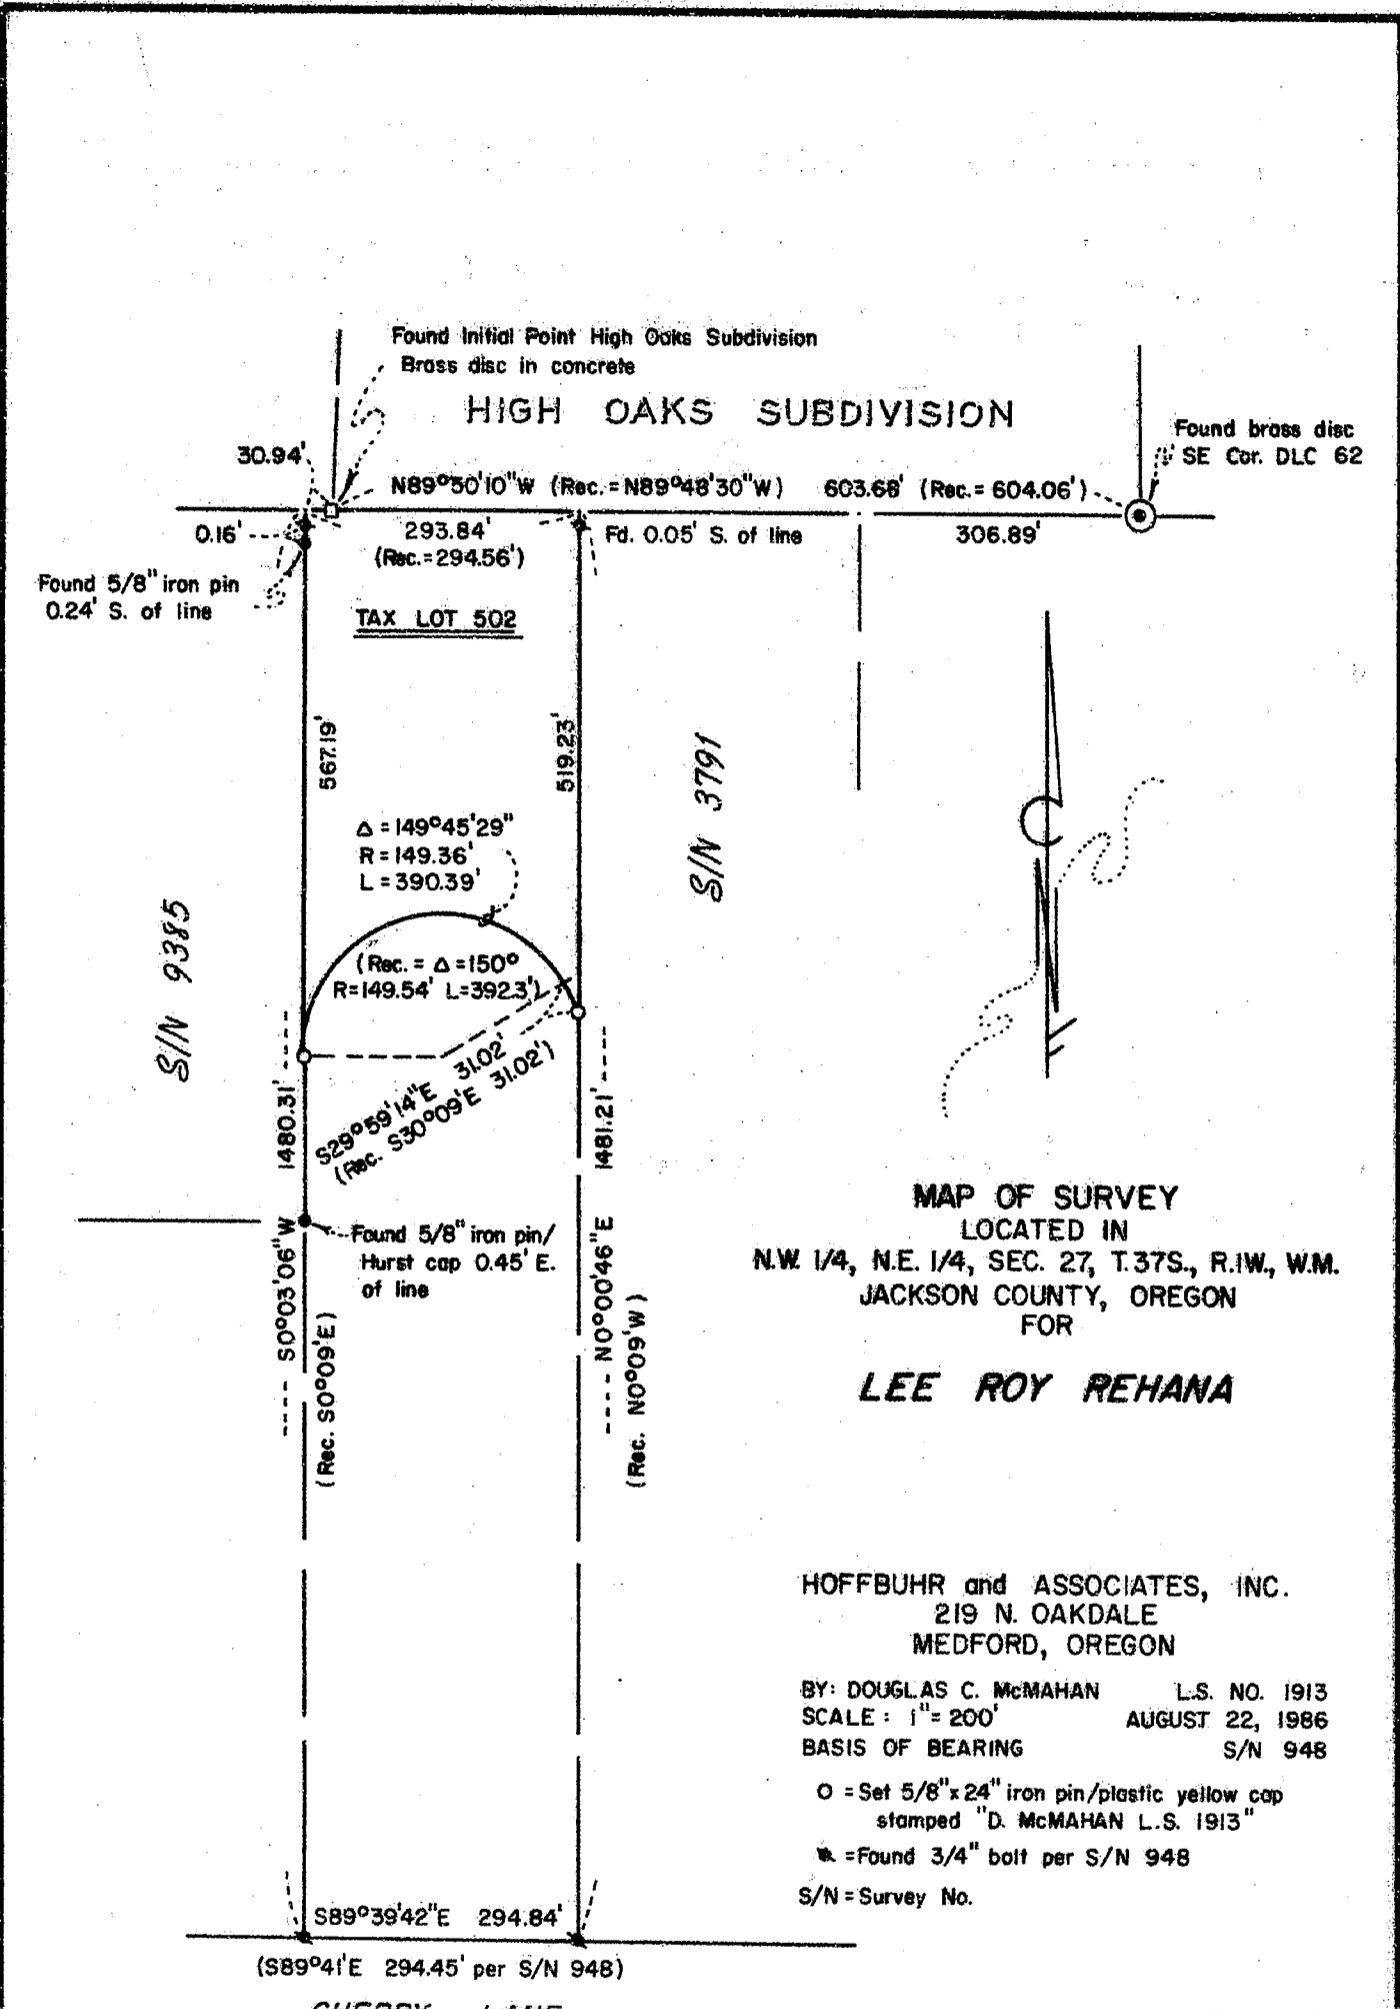 Found Initial Point High Oaks Subdivision
Brass disc in concrete
HIGH OAKS SUBDIVISION
Found brass disc
SE Cor. DLC 62
30.94'
N89°50'10"W (Rec.=N89°48'30"W) 603.68' (Rec.= 604.06')
0.16'
293.84'
(Rec.=294.56')
Fd. 0.05' S. of line
306.89'
Found 5/8" iron pin
0.24' S. of line
TAX LOT 502
567.19'
519.23'
S/N 3791
S/N 9385
Δ = 149°45'29"
R = 149.36'
L = 390.39'
(Rec. = Δ = 150°
R=149.54' L=392.3')
S29°59'14"E 31.02'
(Rec. S30°09'E 31.02')
S0°03'06"W 1480.31'
(Rec. S0°09'E)
N0°00'46"E 1481.21'
(Rec. N0°09'W)
Found 5/8" iron pin/
Hurst cap 0.45' E.
of line
MAP OF SURVEY
LOCATED IN
N.W. 1/4, N.E. 1/4, SEC. 27, T.37S., R.1W., W.M.
JACKSON COUNTY, OREGON
FOR
LEE ROY REHANA
HOFFBUHR and ASSOCIATES, INC.
219 N. OAKDALE
MEDFORD, OREGON
BY: DOUGLAS C. McMAHAN L.S. NO. 1913
SCALE: 1"= 200' AUGUST 22, 1986
BASIS OF BEARING S/N 948
O = Set 5/8" x 24" iron pin/plastic yellow cap
stamped "D. McMAHAN L.S. 1913"
= Found 3/4" bolt per S/N 948
S/N = Survey No.
S89°39'42"E 294.84'
(S89°41'E 294.45' per S/N 948)